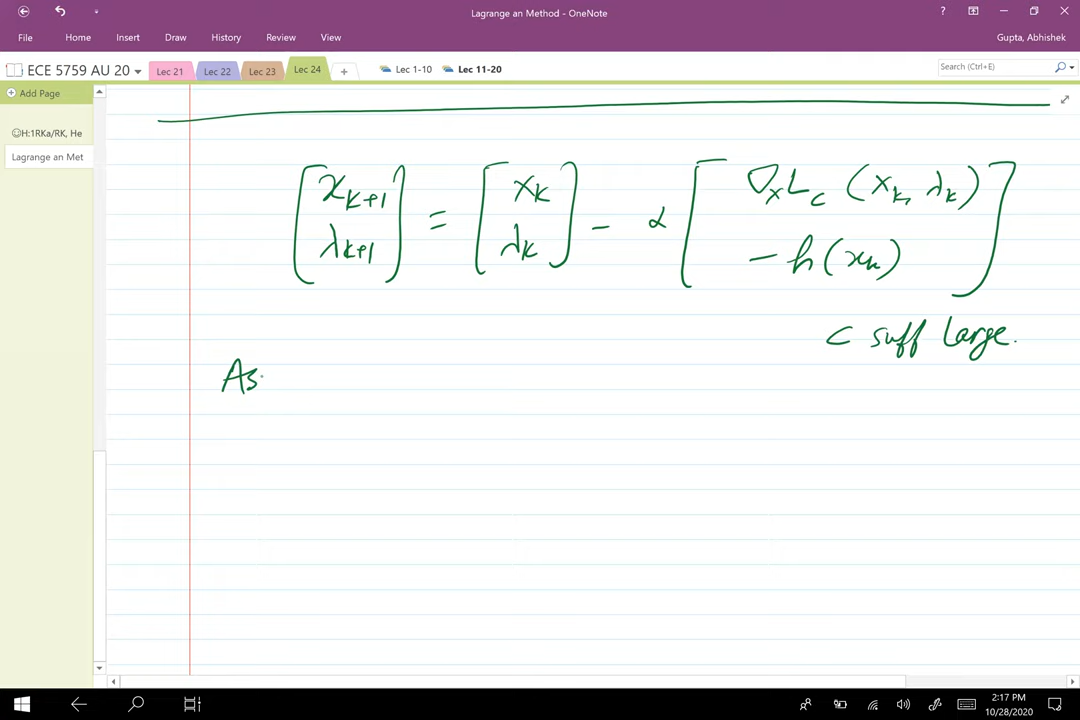 Lagrange an Method - OneNote
?
Gupta, Abhishek
File Home Insert Draw History Review View
ECE 5759 AU 20
Lec 21
Lec 22
Lec 23
Lec 24
+
Lec 1-10
Lec 11-20
Search (Ctrl+E)
Add Page
☺H:1RKa/RK, He
Lagrange an Met
[x_{k+1} λ_{k+1}] = [x_k λ_k] - α [∇_x L_c (x_k, λ_k) - h(x_k)]
c suff large.
As
2:17 PM
10/28/2020